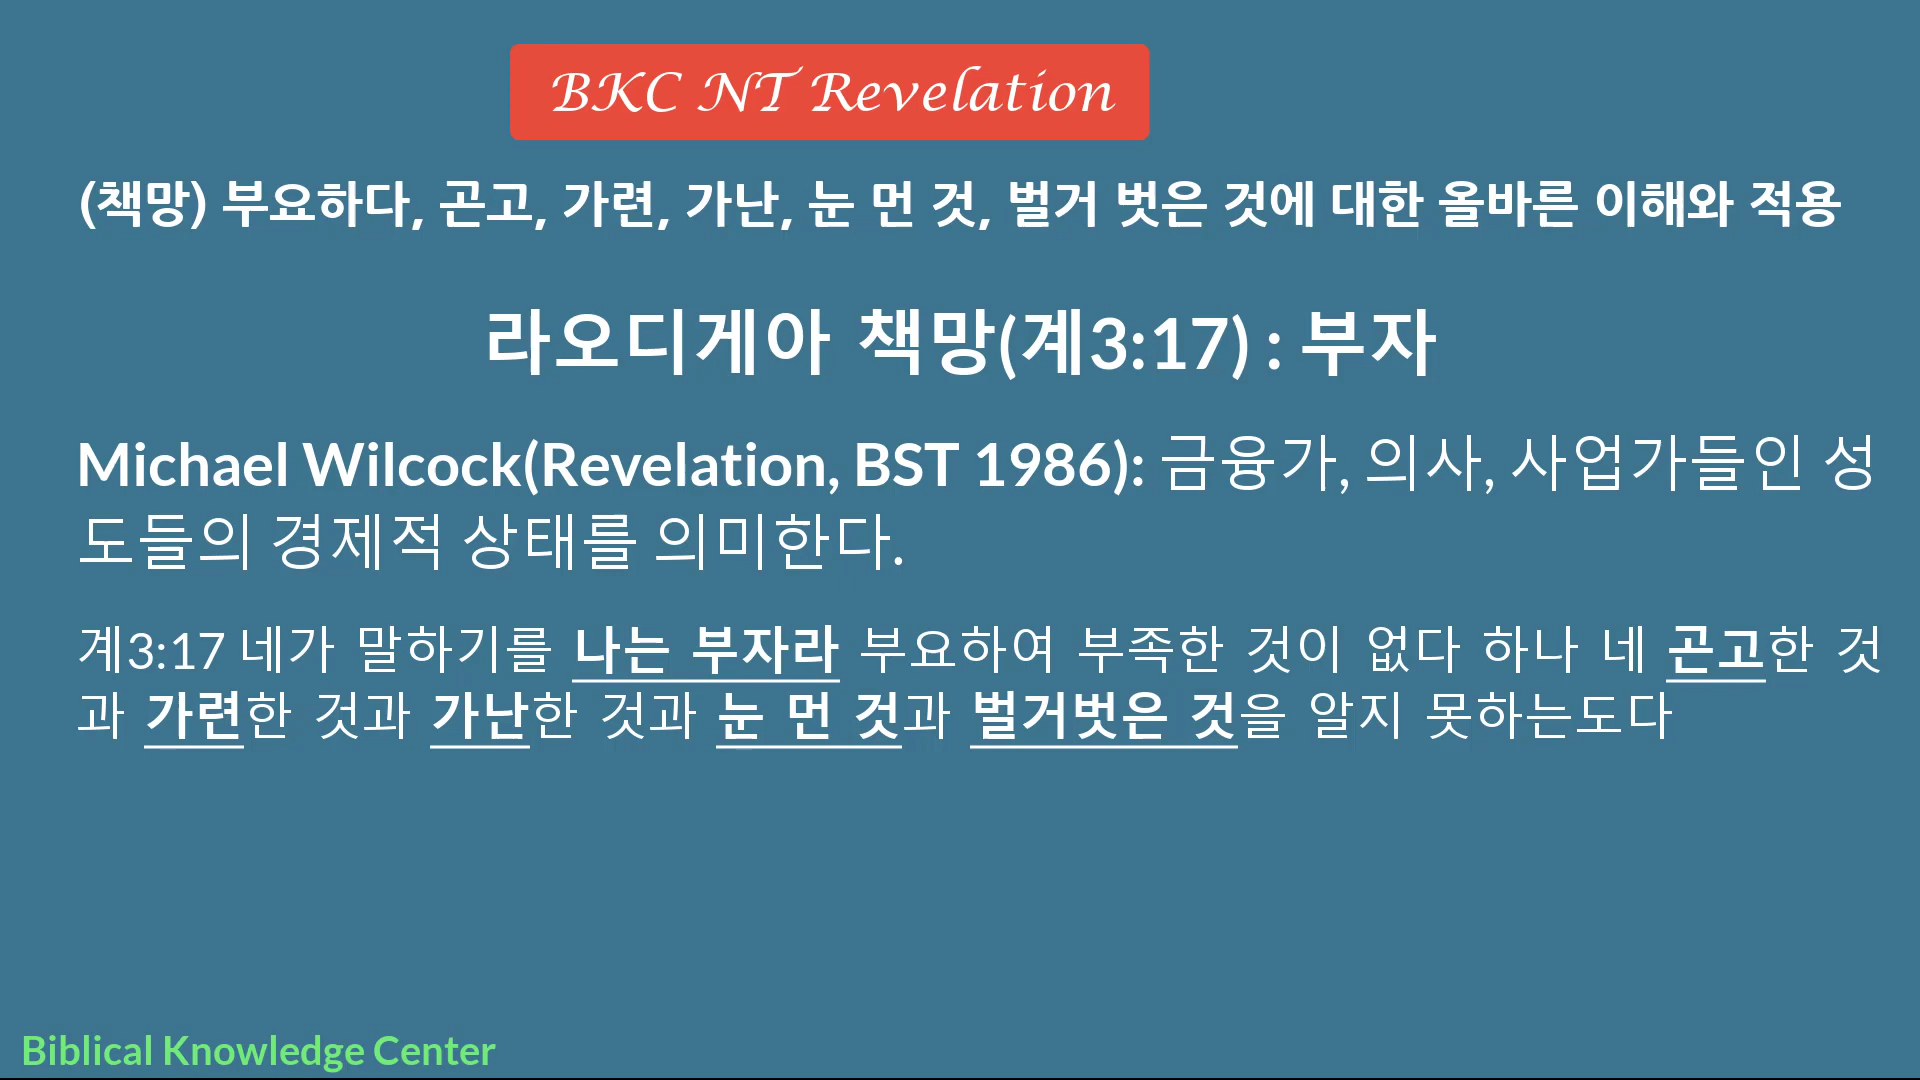 BKC NT Revelation
(책망) 부요하다, 곤고, 가련, 가난, 눈 먼 것, 벌거 벗은 것에 대한 올바른 이해와 적용
라오디게아 책망(계3:17) : 부자
Michael Wilcock(Revelation, BST 1986): 금융가, 의사, 사업가들인 성
도들의 경제적 상태를 의미한다.
계3:17 네가 말하기를 나는 부자라 부요하여 부족한 것이 없다 하나 네 곤고한 것
과 가련한 것과 가난한 것과 눈 먼 것과 벌거벗은 것을 알지 못하는도다
Biblical Knowledge Center